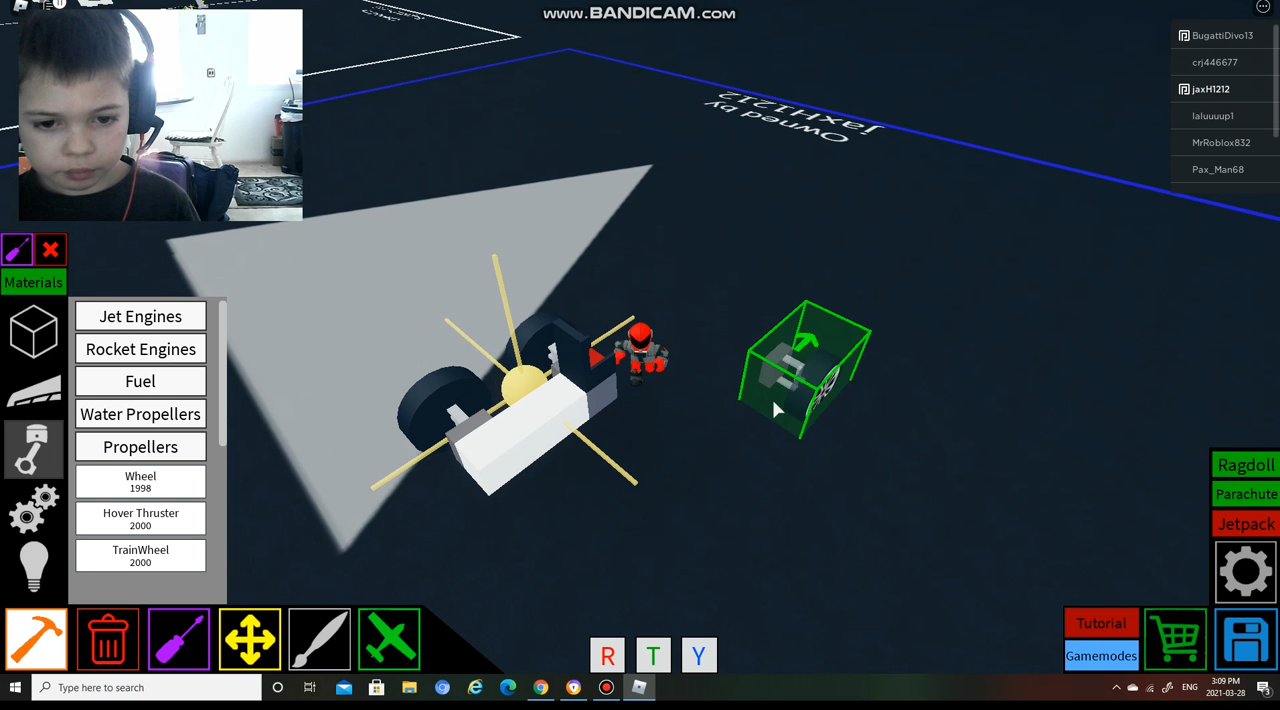 www.BANDICAM.com
BugattiDivo13
crj446677
jaxH1212
laluuuup1
MrRoblox832
Pax_Man68
Owned by
jaxH1212
Materials
Jet Engines
Rocket Engines
Fuel
Water Propellers
Propellers
Wheel
1998
Hover Thruster
2000
TrainWheel
2000
Ragdoll
Parachute
Jetpack
Tutorial
Gamemodes
R T Y
Type here to search
ENG
3:09 PM
2021-03-28
3